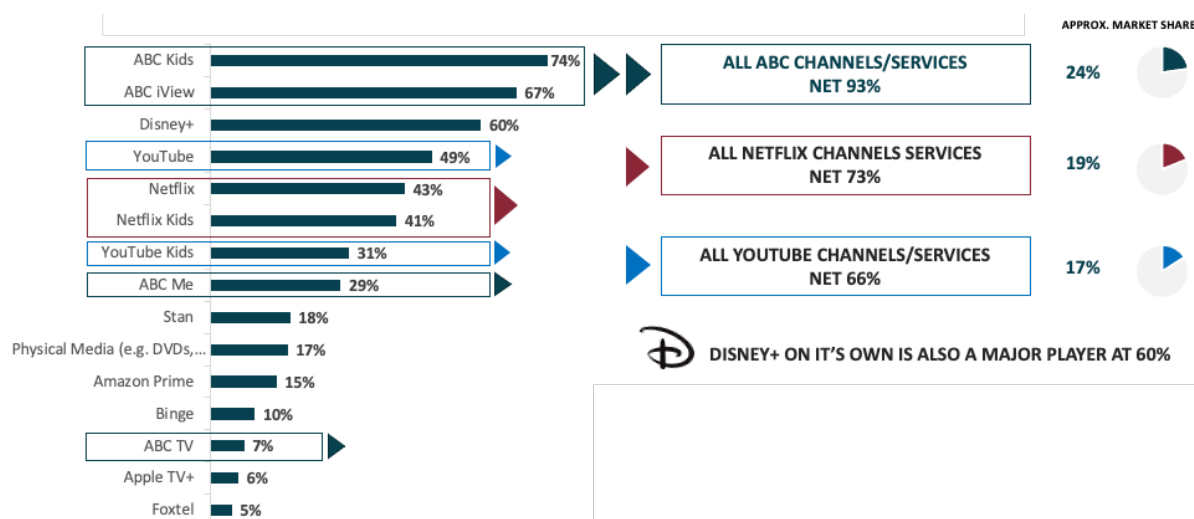 APPROX. MARKET SHARE
ABC Kids 74%
ABC iView 67%
Disney+ 60%
YouTube 49%
Netflix 43%
Netflix Kids 41%
YouTube Kids 31%
ABC Me 29%
Stan 18%
Physical Media (e.g. DVDs,... 17%
Amazon Prime 15%
Binge 10%
ABC TV 7%
Apple TV+ 6%
Foxtel 5%
ALL ABC CHANNELS/SERVICES
NET 93%
24%
ALL NETFLIX CHANNELS SERVICES
NET 73%
19%
ALL YOUTUBE CHANNELS/SERVICES
NET 66%
17%
DISNEY+ ON IT'S OWN IS ALSO A MAJOR PLAYER AT 60%